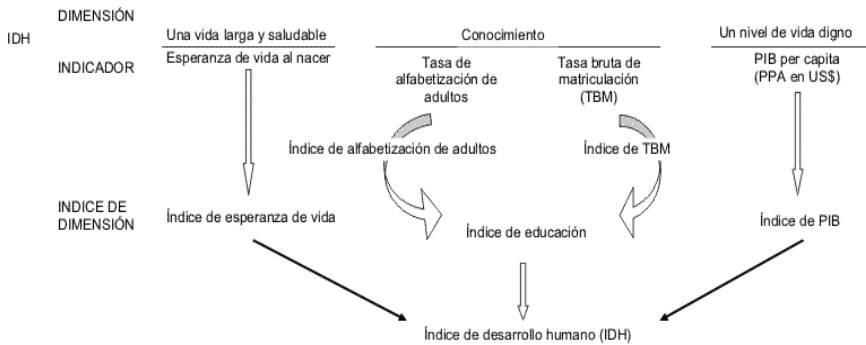 DIMENSIÓN
IDH
Una vida larga y saludable
Conocimiento
Un nivel de vida digno
INDICADOR
Esperanza de vida al nacer
Tasa de
alfabetización de
adultos
Tasa bruta de
matriculación
(TBM)
PIB per capita
(PPA en US$)
Índice de alfabetización de adultos
Índice de TBM
INDICE DE
DIMENSIÓN
Índice de esperanza de vida
Índice de educación
Índice de PIB
Índice de desarrollo humano (IDH)